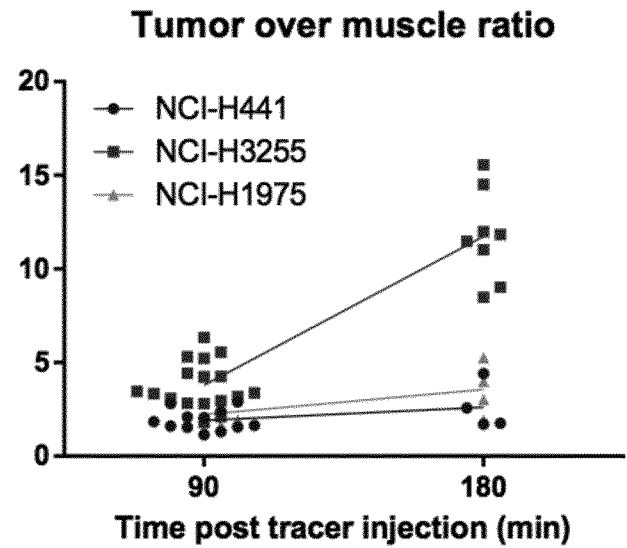 Tumor over muscle ratio
20
NCI-H441
NCI-H3255
15
NCI-H1975
10
5
0
90 180
Time post tracer injection (min)